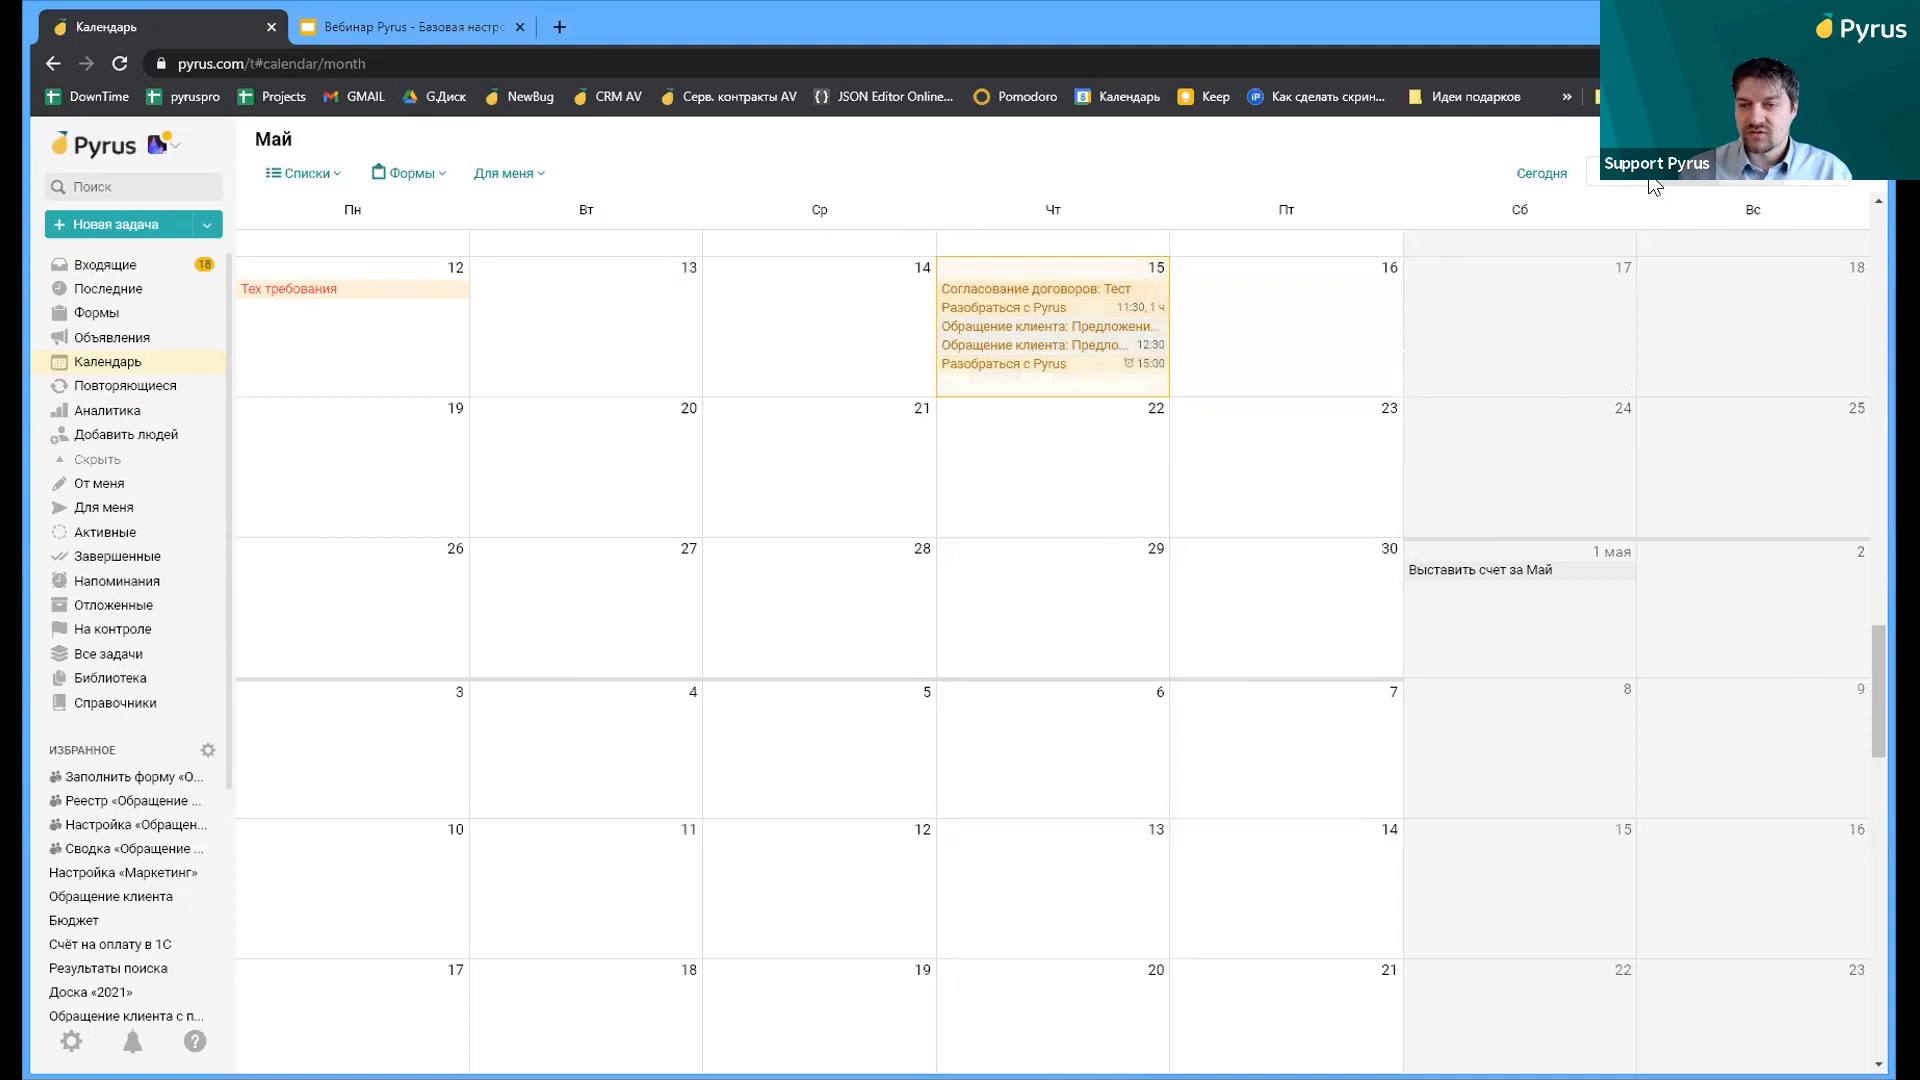 Календарь
Вебинар Pyrus - Базовая настро
pyrus.com/t#calendar/month
DownTime
pyruspro
Projects
GMAIL
G.Диск
NewBug
CRM AV
Серв. контракты AV
JSON Editor Online...
Pomodoro
Календарь
Keep
Как сделать скрин...
Идеи подарков
»
Pyrus
Support Pyrus
Pyrus
Поиск
+ Новая задача
Входящие 18
Последние
Формы
Объявления
Календарь
Повторяющиеся
Аналитика
Добавить людей
Скрыть
От меня
Для меня
Активные
Завершенные
Напоминания
Отложенные
На контроле
Все задачи
Библиотека
Справочники
ИЗБРАННОЕ
Заполнить форму «О...
Реестр «Обращение ...
Настройка «Обращен...
Сводка «Обращение ...
Настройка «Маркетинг»
Обращение клиента
Бюджет
Счёт на оплату в 1С
Результаты поиска
Доска «2021»
Обращение клиента с п...
Май
Списки Формы Для меня Сегодня
Пн Вт Ср Чт Пт Сб Вс
12 13 14 15 16 17 18
Тех требования
Согласование договоров: Тест
Разобраться с Pyrus 11:30, 1 ч
Обращение клиента: Предложени...
Обращение клиента: Предло... 12:30
Разобраться с Pyrus 15:00
19 20 21 22 23 24 25
26 27 28 29 30 1 мая 2
Выставить счет за Май
3 4 5 6 7 8 9
10 11 12 13 14 15 16
17 18 19 20 21 22 23